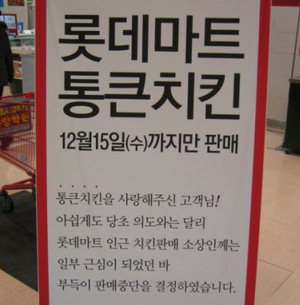 롯데마트
통큰치킨
12월15일(수)까지만 판매
통큰치킨을 사랑해주신 고객님!
아쉽게도 당초 의도와는 달리
롯데마트 인근 치킨판매 소상인께는
일부 근심이 되었던 바
부득이 판매중단을 결정하였습니다.